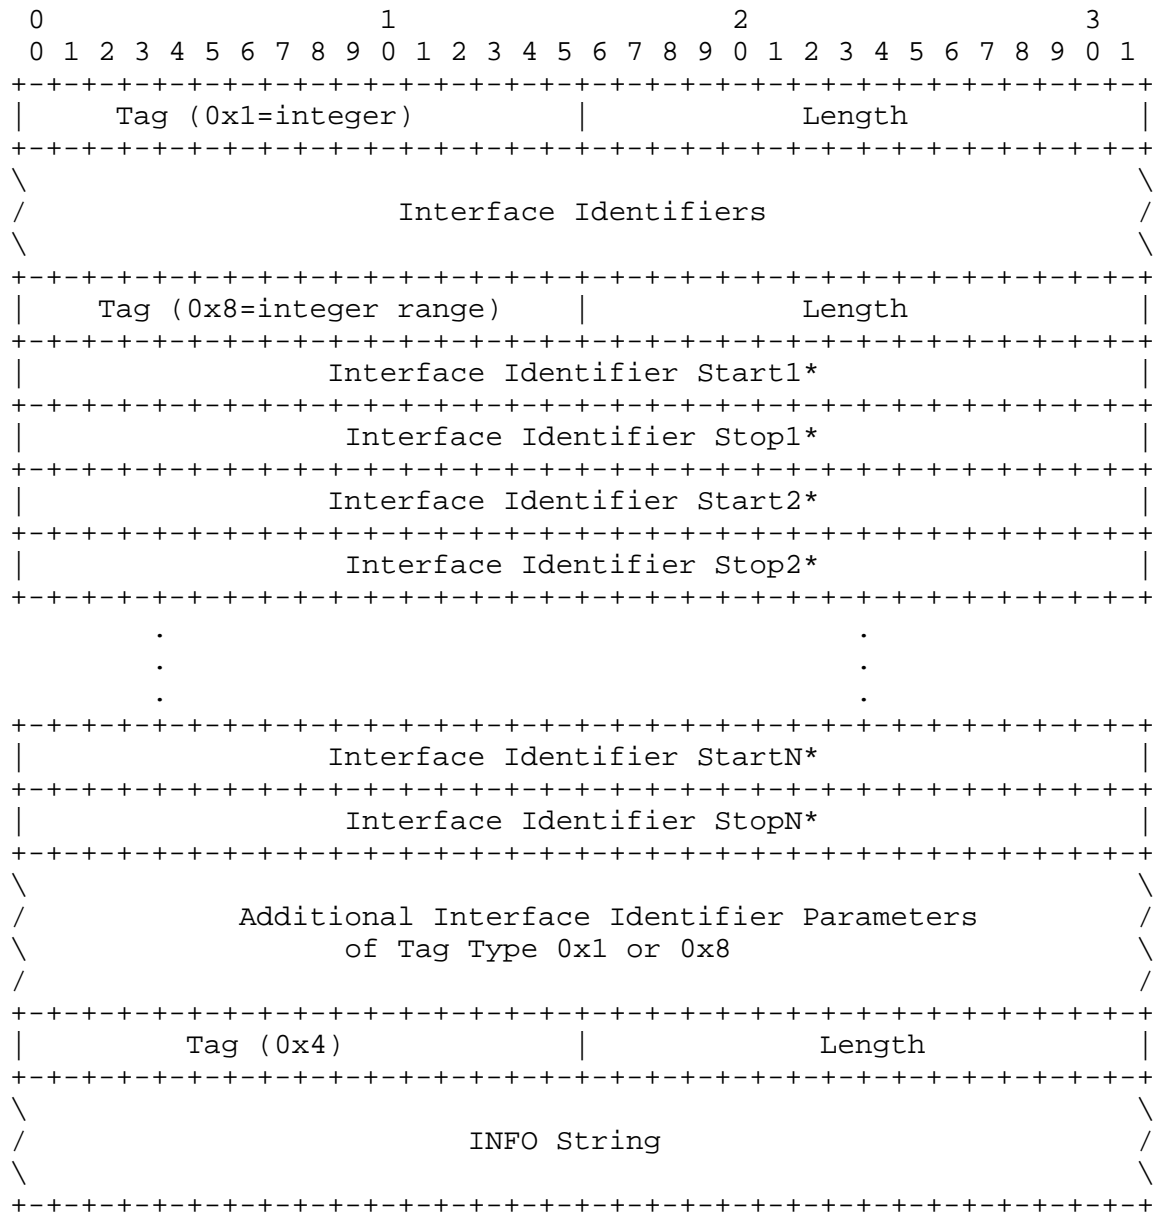 0                   1                   2                   3
 0 1 2 3 4 5 6 7 8 9 0 1 2 3 4 5 6 7 8 9 0 1 2 3 4 5 6 7 8 9 0 1
+-+-+-+-+-+-+-+-+-+-+-+-+-+-+-+-+-+-+-+-+-+-+-+-+-+-+-+-+-+-+-+-+
|     Tag (0x1=integer)         |            Length             |
+-+-+-+-+-+-+-+-+-+-+-+-+-+-+-+-+-+-+-+-+-+-+-+-+-+-+-+-+-+-+-+-+
\                                                               \
/                     Interface Identifiers                     /
\                                                               \
+-+-+-+-+-+-+-+-+-+-+-+-+-+-+-+-+-+-+-+-+-+-+-+-+-+-+-+-+-+-+-+-+
|    Tag (0x8=integer range)    |            Length             |
+-+-+-+-+-+-+-+-+-+-+-+-+-+-+-+-+-+-+-+-+-+-+-+-+-+-+-+-+-+-+-+-+
|                 Interface Identifier Start1*                  |
+-+-+-+-+-+-+-+-+-+-+-+-+-+-+-+-+-+-+-+-+-+-+-+-+-+-+-+-+-+-+-+-+
|                  Interface Identifier Stop1*                  |
+-+-+-+-+-+-+-+-+-+-+-+-+-+-+-+-+-+-+-+-+-+-+-+-+-+-+-+-+-+-+-+-+
|                 Interface Identifier Start2*                  |
+-+-+-+-+-+-+-+-+-+-+-+-+-+-+-+-+-+-+-+-+-+-+-+-+-+-+-+-+-+-+-+-+
|                  Interface Identifier Stop2*                  |
+-+-+-+-+-+-+-+-+-+-+-+-+-+-+-+-+-+-+-+-+-+-+-+-+-+-+-+-+-+-+-+-+
        .                                       .
        .                                       .
        .                                       .
+-+-+-+-+-+-+-+-+-+-+-+-+-+-+-+-+-+-+-+-+-+-+-+-+-+-+-+-+-+-+-+-+
|                 Interface Identifier StartN*                  |
+-+-+-+-+-+-+-+-+-+-+-+-+-+-+-+-+-+-+-+-+-+-+-+-+-+-+-+-+-+-+-+-+
|                  Interface Identifier StopN*                  |
+-+-+-+-+-+-+-+-+-+-+-+-+-+-+-+-+-+-+-+-+-+-+-+-+-+-+-+-+-+-+-+-+
\                                                               \
/            Additional Interface Identifier Parameters         /
\                  of Tag Type 0x1 or 0x8                       \
/                                                               /
+-+-+-+-+-+-+-+-+-+-+-+-+-+-+-+-+-+-+-+-+-+-+-+-+-+-+-+-+-+-+-+-+
|         Tag (0x4)             |             Length            |
+-+-+-+-+-+-+-+-+-+-+-+-+-+-+-+-+-+-+-+-+-+-+-+-+-+-+-+-+-+-+-+-+
\                                                               \
/                         INFO String                           /
\                                                               \
+-+-+-+-+-+-+-+-+-+-+-+-+-+-+-+-+-+-+-+-+-+-+-+-+-+-+-+-+-+-+-+-+